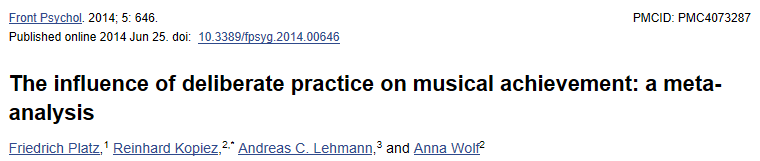 Front Psychol. 2014; 5: 646. PMCID: PMC4073287
Published online 2014 Jun 25. doi: 10.3389/fpsyg.2014.00646
The influence of deliberate practice on musical achievement: a meta-
analysis
Friedrich Platz,1 Reinhard Kopiez,2,* Andreas C. Lehmann,3 and Anna Wolf2